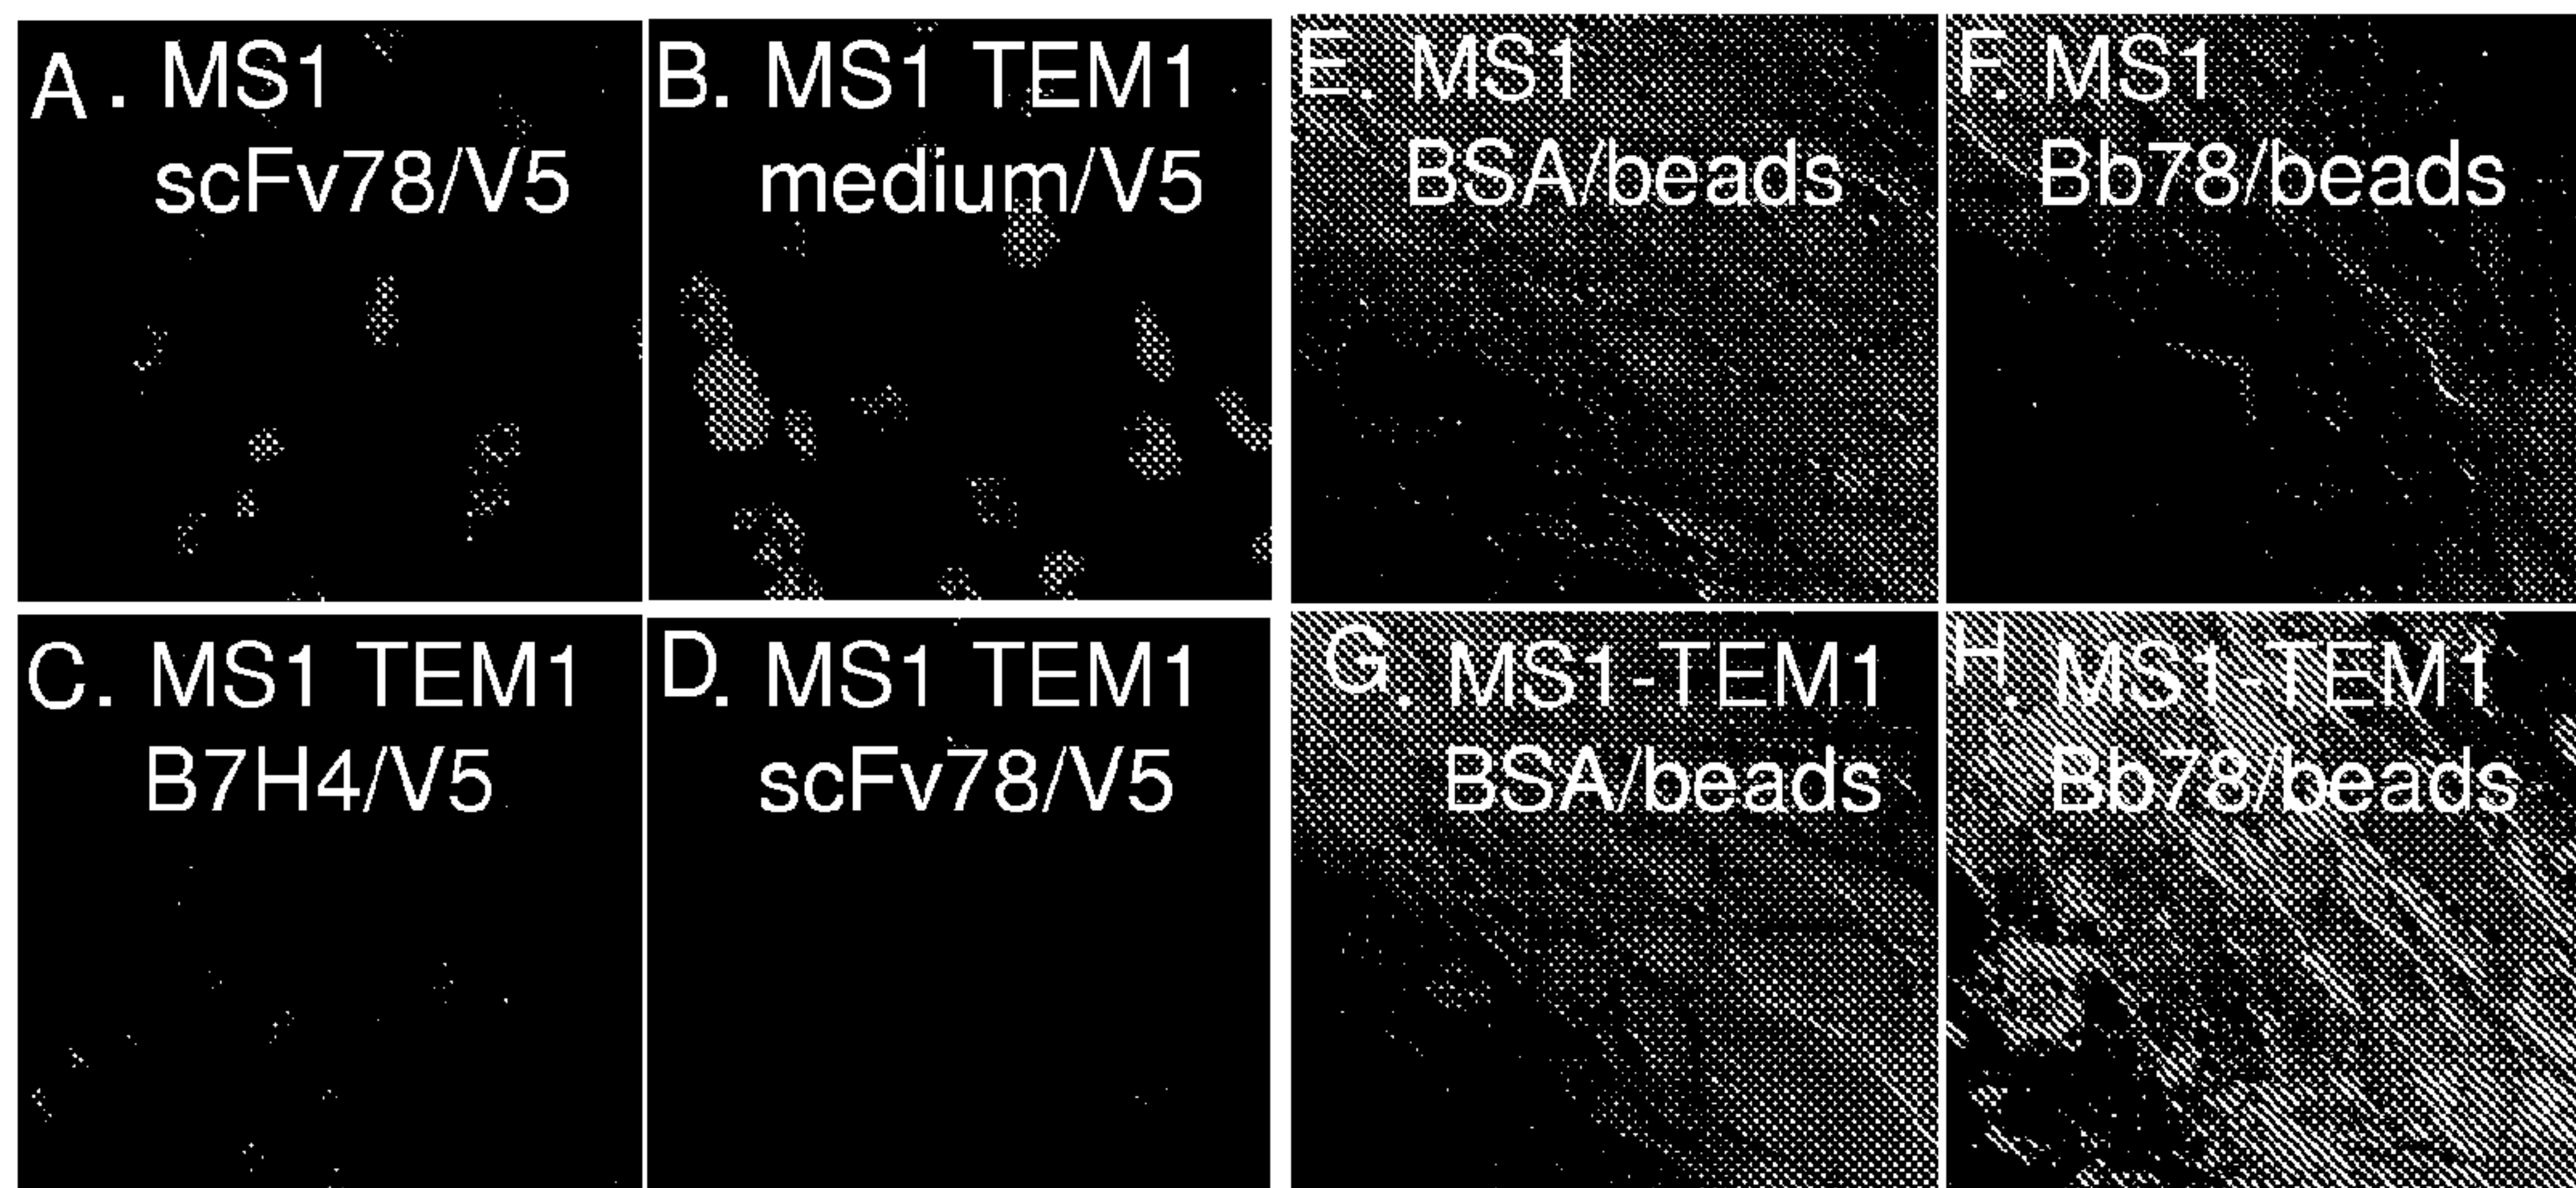 A. MS1
scFv78/V5
B. MS1 TEM1
medium/V5
E. MS1
BSA/beads
F. MS1
Bb78/beads
C. MS1 TEM1
B7H4/V5
D. MS1 TEM1
scFv78/V5
G. MS1-TEM1
BSA/beads
H. MS1-TEM1
Bb78/beads